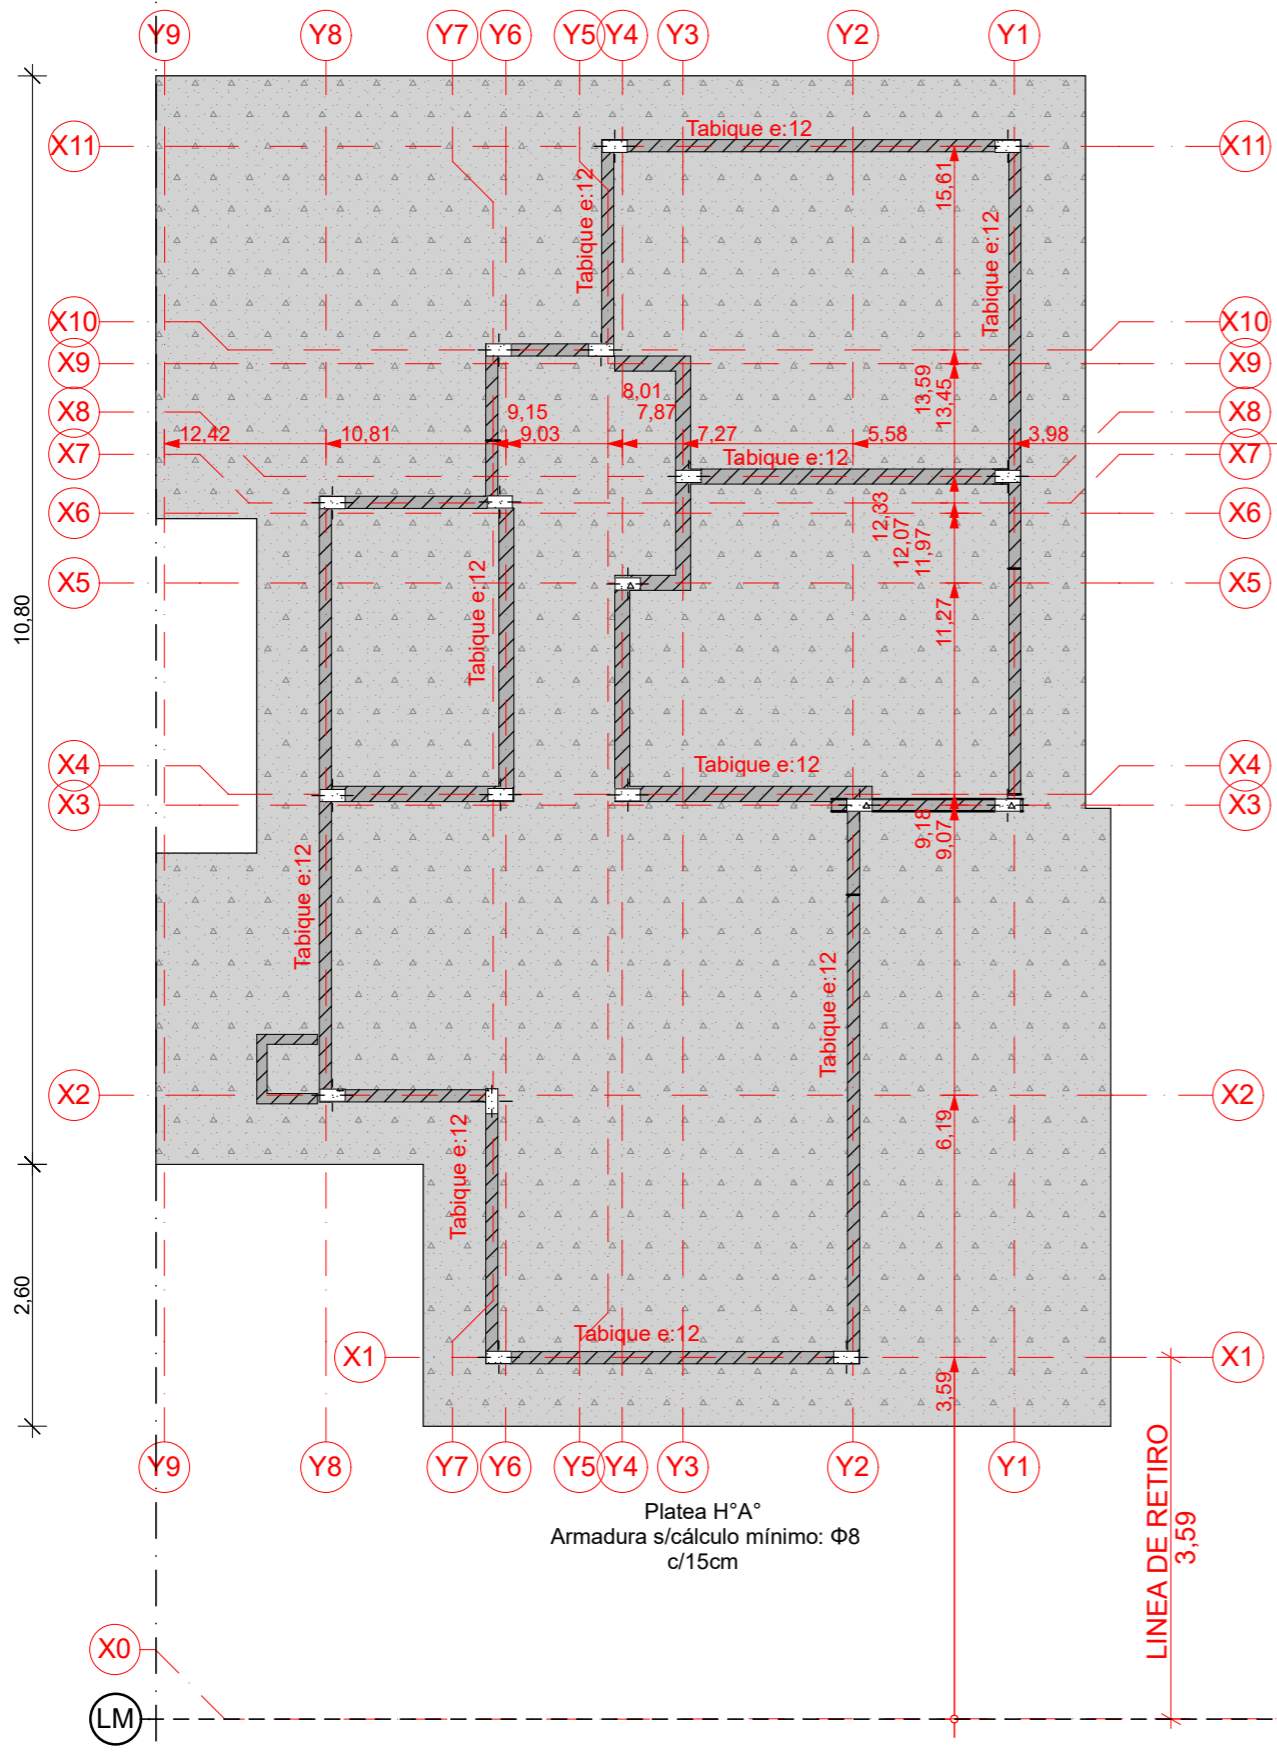 Y9 Y8 Y7 Y6 Y5 Y4 Y3 Y2 Y1
X11 Tabique e:12 X11
15,61
Tabique e:12
Tabique e:12
X10 X10
X9 X9
13,59
13,45
8,01
7,87
X8 9,15 X8
12,42 10,81 9,03 7,27 5,58 3,98
X7 Tabique e:12 X7
X6 X6
12,33
12,07
11,97
X5 X5
10,80
11,27
Tabique e:12
X4 Tabique e:12 X4
X3 X3
9,18
9,07
Tabique e:12
Tabique e:12
X2 X2
6,19
Tabique e:12
2,60
Tabique e:12
X1 X1
3,59
Y9 Y8 Y7 Y6 Y5 Y4 Y3 Y2 Y1
LINEA DE RETIRO
3,59
Platea H°A°
Armadura s/cálculo mínimo: Φ8
c/15cm
X0
LM